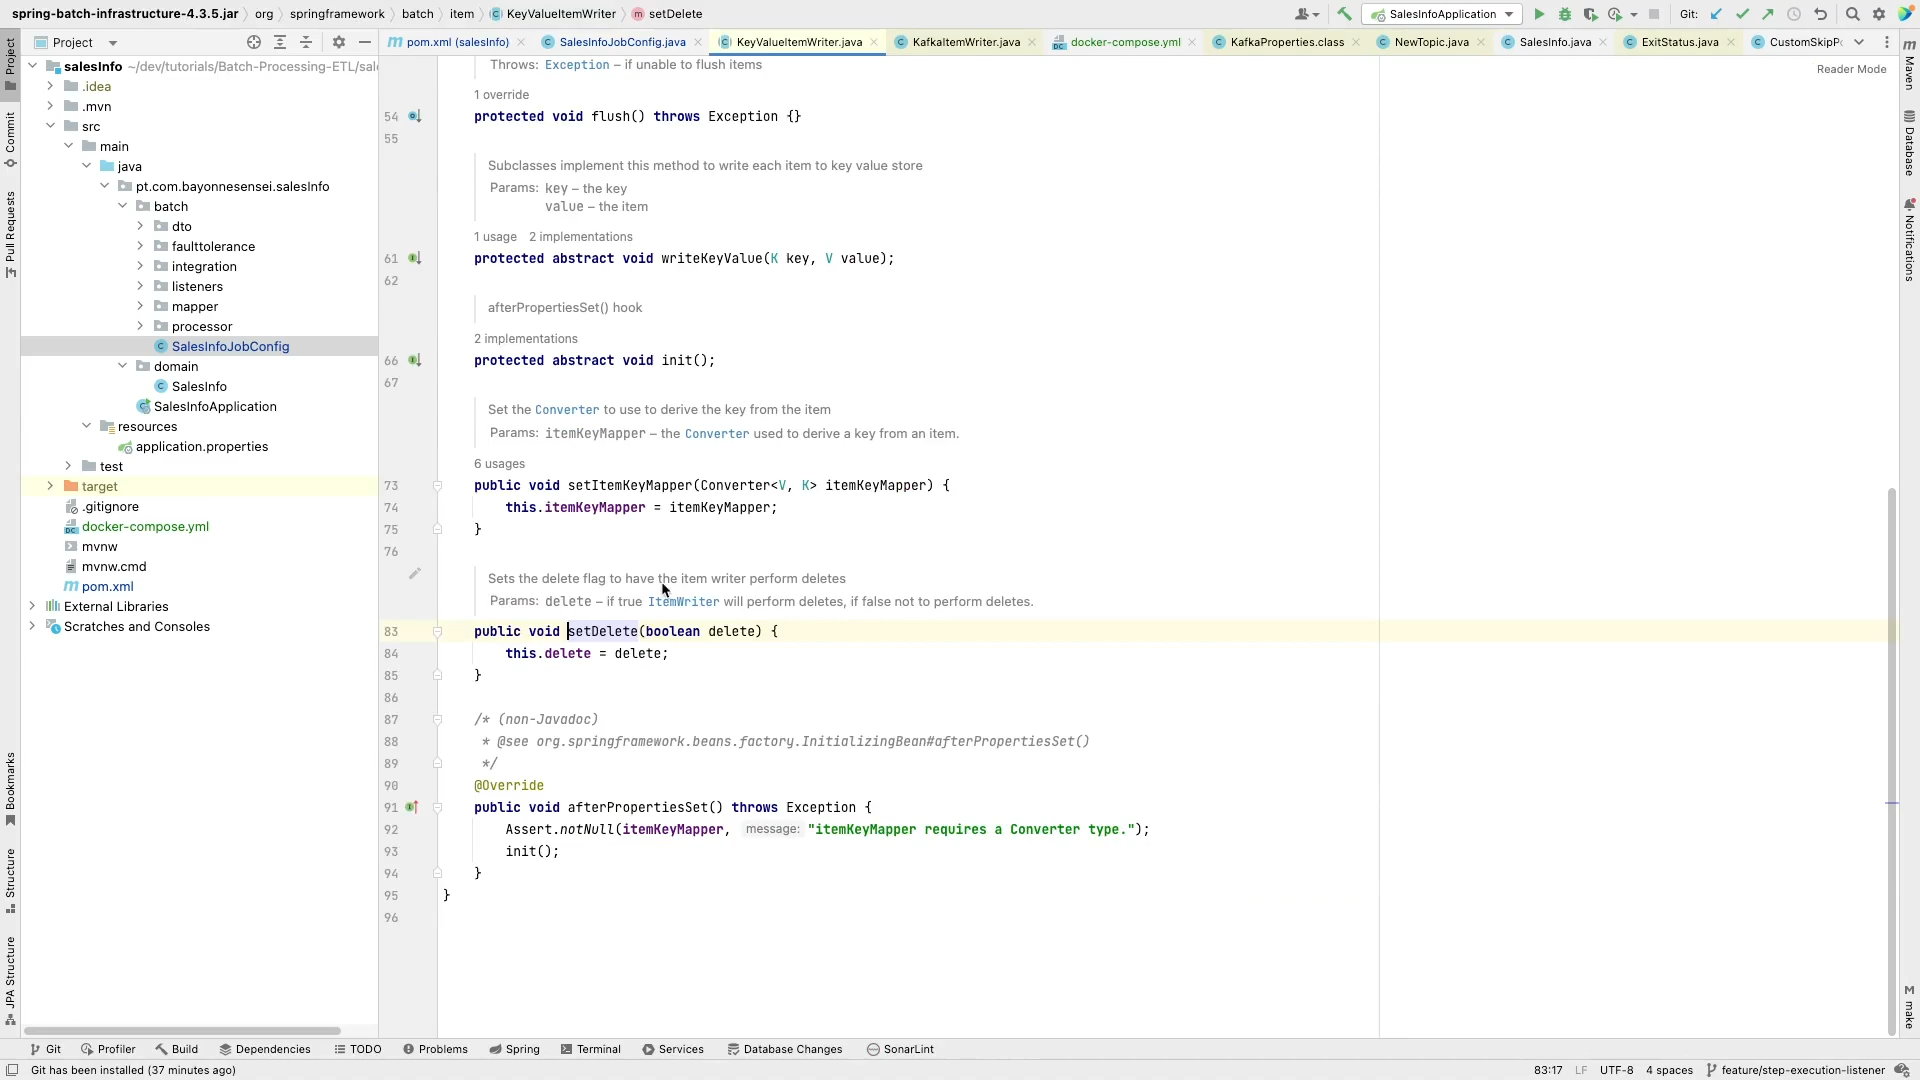 spring-batch-infrastructure-4.3.5.jar org springframework batch item KeyValueItemWriter setDelete
SalesInfoApplication Git:
Project
pom.xml (salesInfo) SalesInfoJobConfig.java KeyValueItemWriter.java KafkaItemWriter.java docker-compose.yml KafkaProperties.class NewTopic.java SalesInfo.java ExitStatus.java CustomSkipPo
Project
Commit
Pull Requests
Bookmarks
Structure
JPA Structure
salesInfo ~/dev/tutorials/Batch-Processing-ETL/sal
.idea
.mvn
src
main
java
pt.com.bayonnesensei.salesInfo
batch
dto
faulttolerance
integration
listeners
mapper
processor
SalesInfoJobConfig
domain
SalesInfo
SalesInfoApplication
resources
application.properties
test
target
.gitignore
docker-compose.yml
mvnw
mvnw.cmd
pom.xml
External Libraries
Scratches and Consoles
Reader Mode
Throws: Exception – if unable to flush items
1 override
54 protected void flush() throws Exception {}
55
Subclasses implement this method to write each item to key value store
Params: key – the key
value – the item
1 usage 2 implementations
61 protected abstract void writeKeyValue(K key, V value);
62
afterPropertiesSet() hook
2 implementations
66 protected abstract void init();
67
Set the Converter to use to derive the key from the item
Params: itemKeyMapper – the Converter used to derive a key from an item.
6 usages
73 public void setItemKeyMapper(Converter<V, K> itemKeyMapper) {
74 this.itemKeyMapper = itemKeyMapper;
75 }
76
Sets the delete flag to have the item writer perform deletes
Params: delete – if true ItemWriter will perform deletes, if false not to perform deletes.
83 public void setDelete(boolean delete) {
84 this.delete = delete;
85 }
86
87 /* (non-Javadoc)
88 * @see org.springframework.beans.factory.InitializingBean#afterPropertiesSet()
89 */
90 @Override
91 public void afterPropertiesSet() throws Exception {
92 Assert.notNull(itemKeyMapper, message: "itemKeyMapper requires a Converter type.");
93 init();
94 }
95 }
96
m
Maven
Database
Notifications
M
make
Git Profiler Build Dependencies TODO Problems Spring Terminal Services Database Changes SonarLint
Git has been installed (37 minutes ago) 83:17 LF UTF-8 4 spaces feature/step-execution-listener